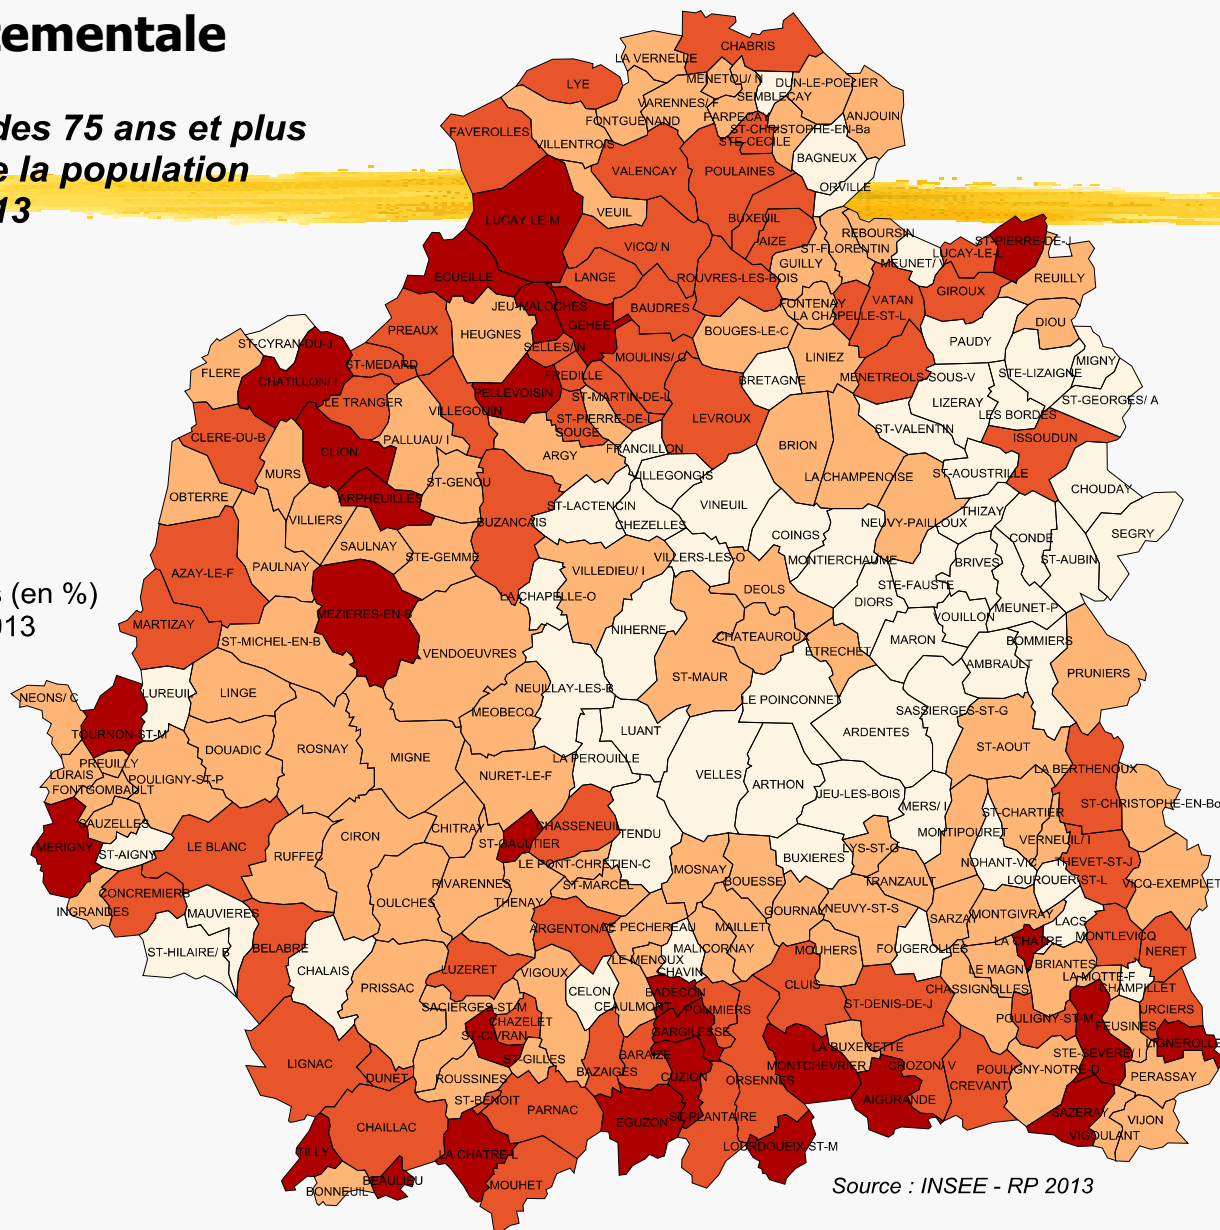 tementale
des 75 ans et plus
e la population
13
s (en %)
013
CHABRIS
LA VERNELLE
LYE
MENETOU/ N
DUN-LE-POELIER
SEMBLECAY
VARENNES/ F
PARPECAY
ANJOUIN
FONTGUENAND
FAVEROLLES
ST-CHRISTOPHE-EN-Ba
STE-CECILE
VILLENTROIS
BAGNEUX
VALENCAY
POULAINES
ORVILLE
LUCAY-LE-M
VEUIL
BUXEUIL
REBOURSIN
AIZE
ST-FLORENTIN
ST-PIERRE-DE-J
VICQ/ N
LUCAY-LE-L
MEUNET/ V
GUILLY
ECUEILLE
LANGE
ROUVRES-LES-BOIS
REUILLY
GIROUX
JEU-MALOCHES
BAUDRES
FONTENAY
VATAN
LA CHAPELLE-ST-L
GEHEE
DIOU
PREAUX
HEUGNES
BOUGES-LE-C
ST-CYRAN-DU-J
PAUDY
SELLES/ N
MOULINS/ C
LINIEZ
MIGNY
ST-MEDARD
FLERE
STE-LIZAIGNE
CHATILLON/ I
FREDILLE
BRETAGNE
MENETREOLS-SOUS-V
PELLEVOISIN
ST-MARTIN-DE-L
ST-GEORGES/ A
LE TRANGER
VILLEGOUIN
LIZERAY
LES BORDES
ST-PIERRE-DE-L
LEVROUX
ST-VALENTIN
SOUGE
CLERE-DU-B
PALLUAU/ I
ISSOUDUN
CLION
FRANCILLON
BRION
ARGY
MURS
VILLEGONGIS
LA CHAMPENOISE
ST-AOUSTRILLE
ST-GENOU
CHOUDAY
OBTERRE
ARPHEUILLES
ST-LACTENCIN
VINEUIL
THIZAY
VILLIERS
BUZANCAIS
CHEZELLES
NEUVY-PAILLOUX
COINGS
CONDE
SEGRY
SAULNAY
STE-GEMME
VILLERS-LES-O
MONTIERCHAUME
BRIVES
ST-AUBIN
AZAY-LE-F
PAULNAY
VILLEDIEU/ I
STE-FAUSTE
DEOLS
LA CHAPELLE-O
DIORS
MEUNET-P
MEZIERES-EN-B
VOUILLON
MARTIZAY
NIHERNE
CHATEAUROUX
MARON
BOMMIERS
ST-MICHEL-EN-B
VENDOEUVRES
ETRECHET
AMBRAULT
ST-MAUR
PRUNIERS
LINGE
NEUILLAY-LES-B
LUREUIL
NEONS/ C
LE POINCONNET
MEOBECQ
SASSIERGES-ST-G
TOURNON-ST-M
LUANT
ARDENTES
DOUADIC
ROSNAY
ST-AOUT
MIGNE
LA PEROUILLE
PREUILLY
LURAIS
POULIGNY-ST-P
NURET-LE-F
VELLES
LA BERTHENOUX
FONTGOMBAULT
ARTHON
JEU-LES-BOIS
ST-CHRISTOPHE-EN-Bo
MERS/ I
ST-CHARTIER
SAUZELLES
CHITRAY
CHASSENEUIL
TENDU
MONTIPOURET
CIRON
VERNEUIL/ I
MERIGNY
LE BLANC
ST-GAULTIER
LYS-ST-G
ST-AIGNY
RUFFEC
BUXIERES
NOHANT-VIC
THEVET-ST-J
LE PONT-CHRETIEN-C
MOSNAY
BOUESSE
TRANZAULT
LOUROUER-ST-L
RIVARENNES
ST-MARCEL
VICQ-EXEMPLET
CONCREMIERS
OULCHES
THENAY
INGRANDES
MAUVIERES
GOURNAY
NEUVY-ST-S
SARZAY
MONTGIVRAY
LACS
ARGENTONAC
LE PECHEREAU
MAILLET
MONTLEVICQ
ST-HILAIRE/ B
BELABRE
MALICORNAY
MOUHERS
FOUGEROLLES
LA CHATRE
NERET
LE MENOUX
BRIANTES
CHALAIS
LUZERET
VIGOUX
CHAVIN
LE MAGNY
LA MOTTE-F
PRISSAC
CLUIS
CHASSIGNOLLES
CHAMPILLET
CELON
BADECON
SACIERGES-ST-M
CEAULMONT
ST-DENIS-DE-J
URCIERS
POMMIERS
CHAZELET
POULIGNY-ST-M
FEUSINES
ST-CIVRAN
GARGILESSE
LA BUXERETTE
LIGNEROLLE
ST-GILLES
BARAIZE
STE-SEVERE/ I
LIGNAC
MONTCHEVRIER
CROZON/ V
POULIGNY-NOTRE-D
BAZAIGES
DUNET
ROUSSINES
CUZION
ORSENNES
PERASSAY
CREVANT
ST-BENOIT
AIGURANDE
PARNAC
SAZERAY
ST-PLANTAIRE
VIJON
CHAILLAC
EGUZON
VIGOULANT
LOURDOUEIX-ST-M
TILLY
LA CHATRE-L
BEAULIEU
MOUHET
BONNEUIL
Source : INSEE - RP 2013